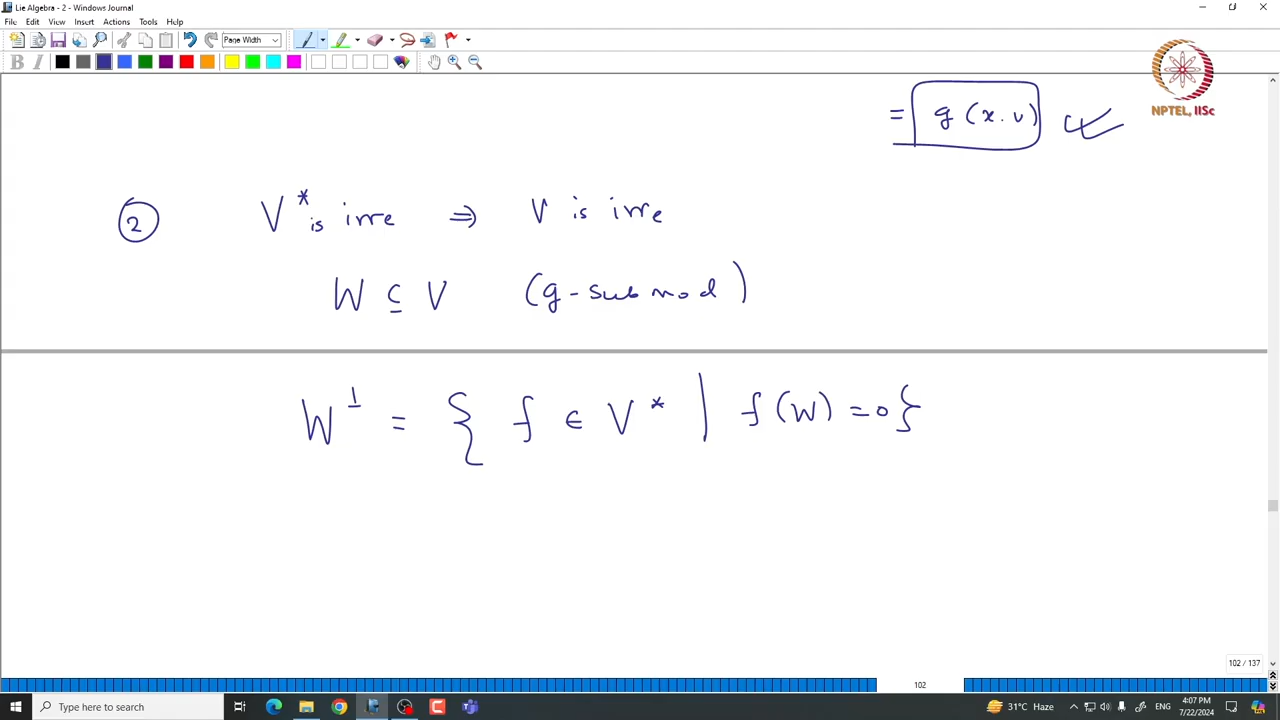 Lie Algebra - 2 - Windows Journal
File Edit View Insert Actions Tools Help
Page Width
B I
NPTEL, IISc
= g (x. v)
2 V* is irre ⇒ V is irre
W ⊆ V (g - submod)
W⊥ = { f ∈ V* | f(W) = 0 }
102 / 137
102
Type here to search
31°C Haze
ENG
4:07 PM
7/22/2024